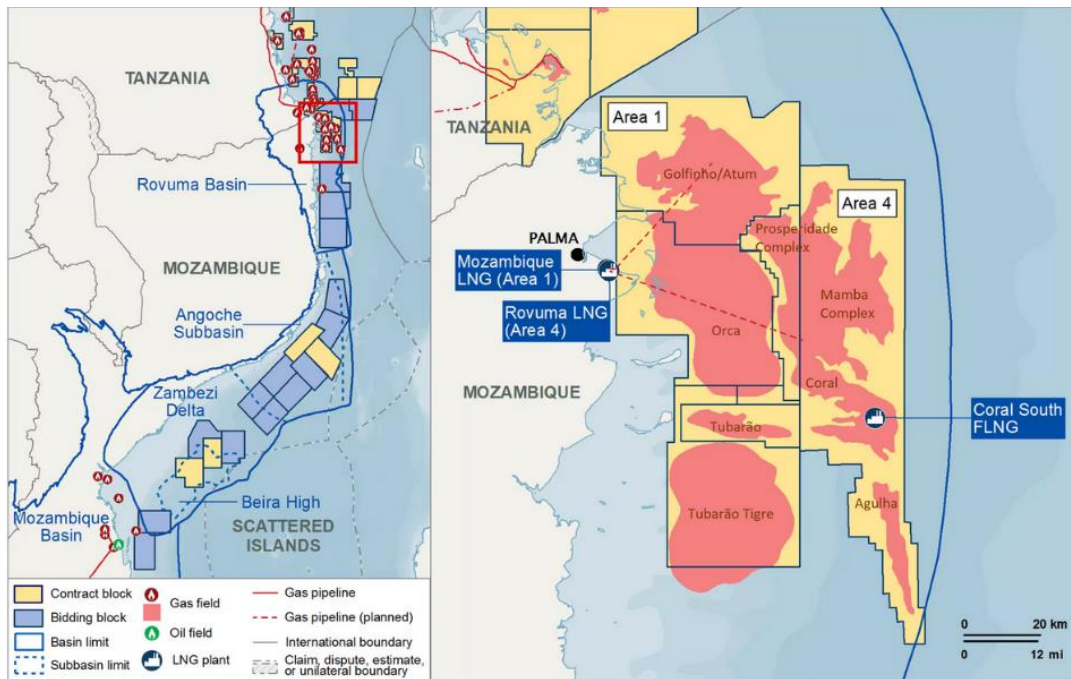 TANZANIA
Rovuma Basin
MOZAMBIQUE
Angoche
Subbasin
Zambezi
Delta
Beira High
Mozambique
Basin
SCATTERED
ISLANDS
Contract block
Bidding block
Basin limit
Subbasin limit
Gas field
Oil field
LNG plant
Gas pipeline
Gas pipeline (planned)
International boundary
Claim, dispute, estimate,
or unilateral boundary
TANZANIA
Area 1
Golfinho/Atum
Area 4
PALMA
Prosperidade
Complex
Mozambique
LNG (Area 1)
Rovuma LNG
(Area 4)
Mamba
Complex
Orca
MOZAMBIQUE
Coral
Coral South
FLNG
Tubarão
Agulha
Tubarão Tigre
0 20 km
0 12 mi